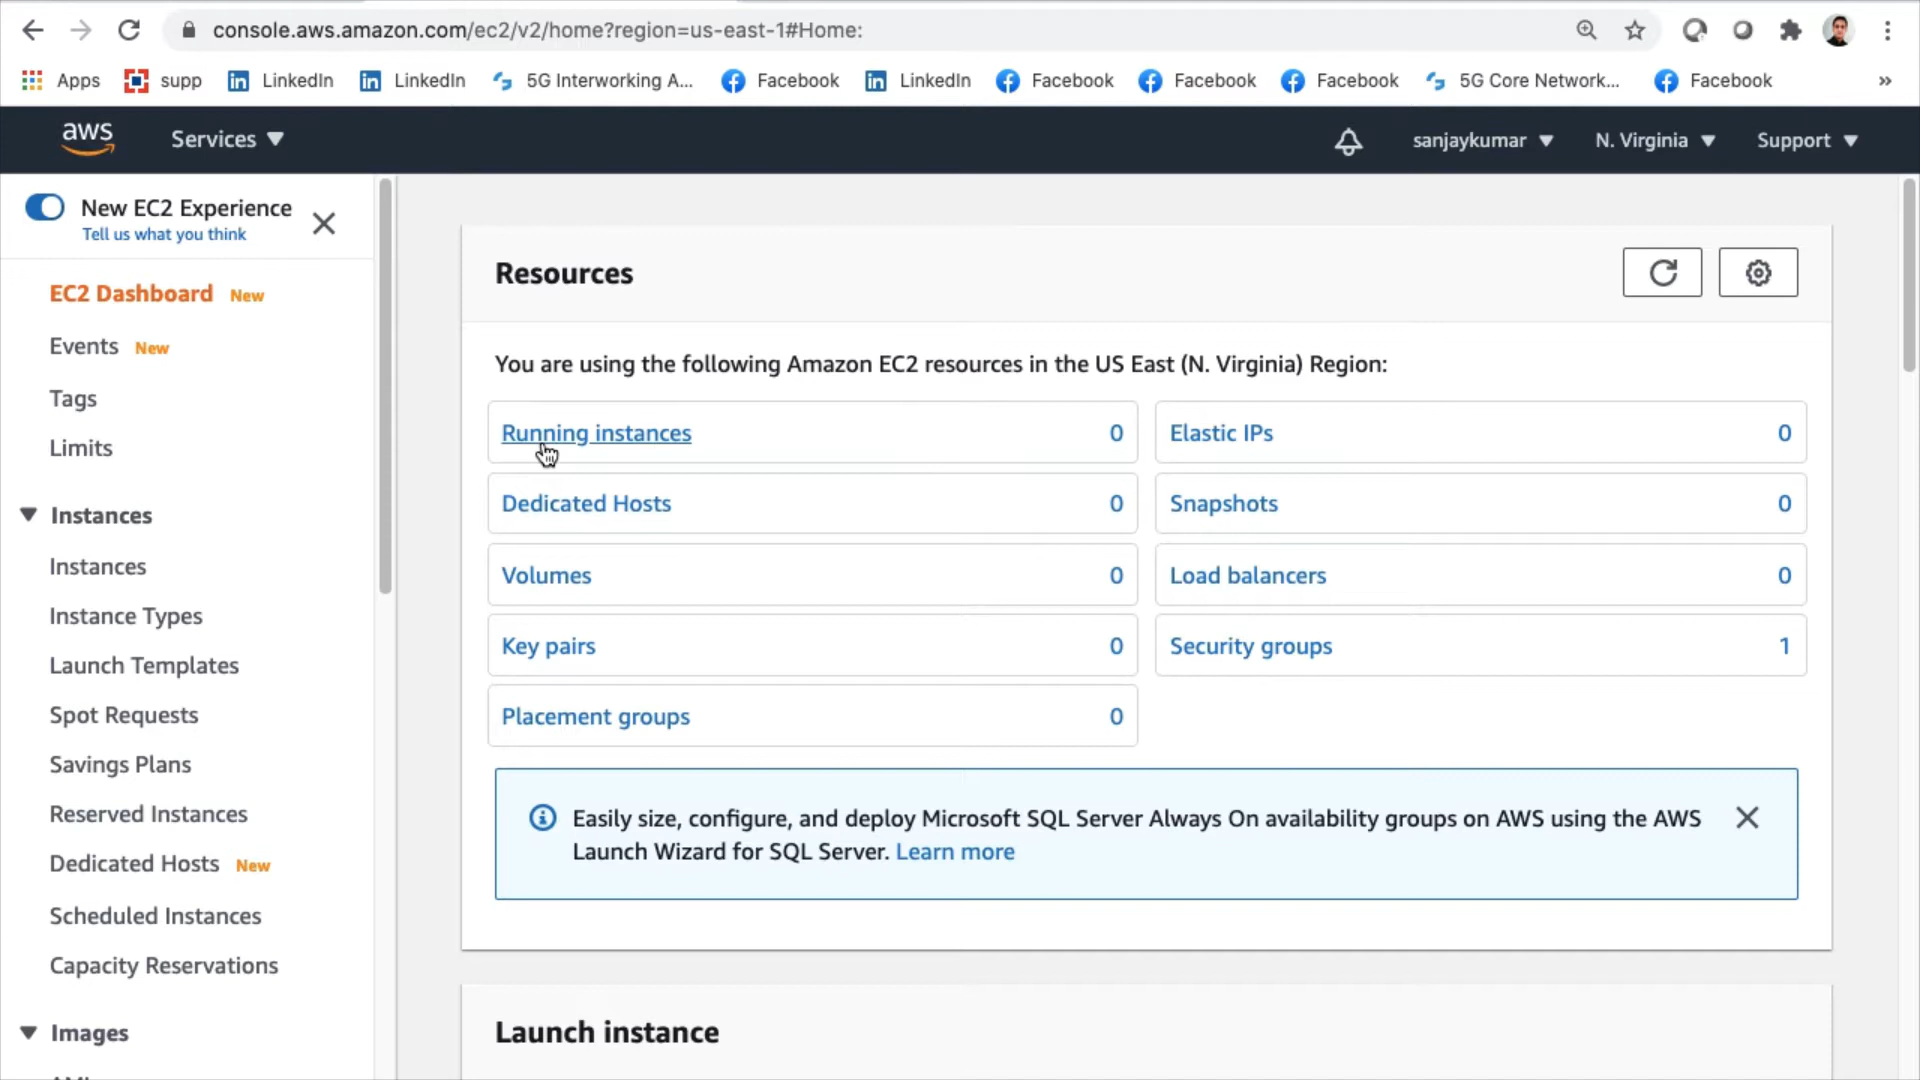 console.aws.amazon.com/ec2/v2/home?region=us-east-1#Home:
Apps supp LinkedIn LinkedIn 5G Interworking A... Facebook LinkedIn Facebook Facebook Facebook 5G Core Network... Facebook »
aws Services sanjaykumar N. Virginia Support
New EC2 Experience
Tell us what you think
EC2 Dashboard New
Events New
Tags
Limits
Instances
Instances
Instance Types
Launch Templates
Spot Requests
Savings Plans
Reserved Instances
Dedicated Hosts New
Scheduled Instances
Capacity Reservations
Images
Resources
You are using the following Amazon EC2 resources in the US East (N. Virginia) Region:
Running instances 0
Elastic IPs 0
Dedicated Hosts 0
Snapshots 0
Volumes 0
Load balancers 0
Key pairs 0
Security groups 1
Placement groups 0
Easily size, configure, and deploy Microsoft SQL Server Always On availability groups on AWS using the AWS
Launch Wizard for SQL Server. Learn more
Launch instance